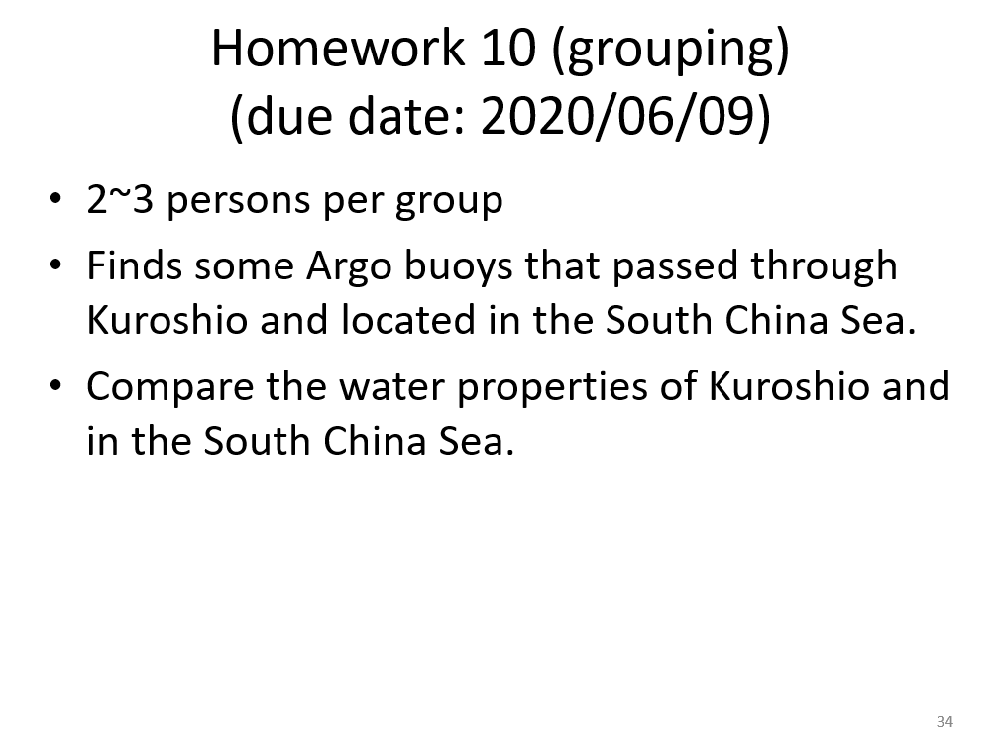 Homework 10 (grouping)
(due date: 2020/06/09)
• 2~3 persons per group
• Finds some Argo buoys that passed through
Kuroshio and located in the South China Sea.
• Compare the water properties of Kuroshio and
in the South China Sea.
34